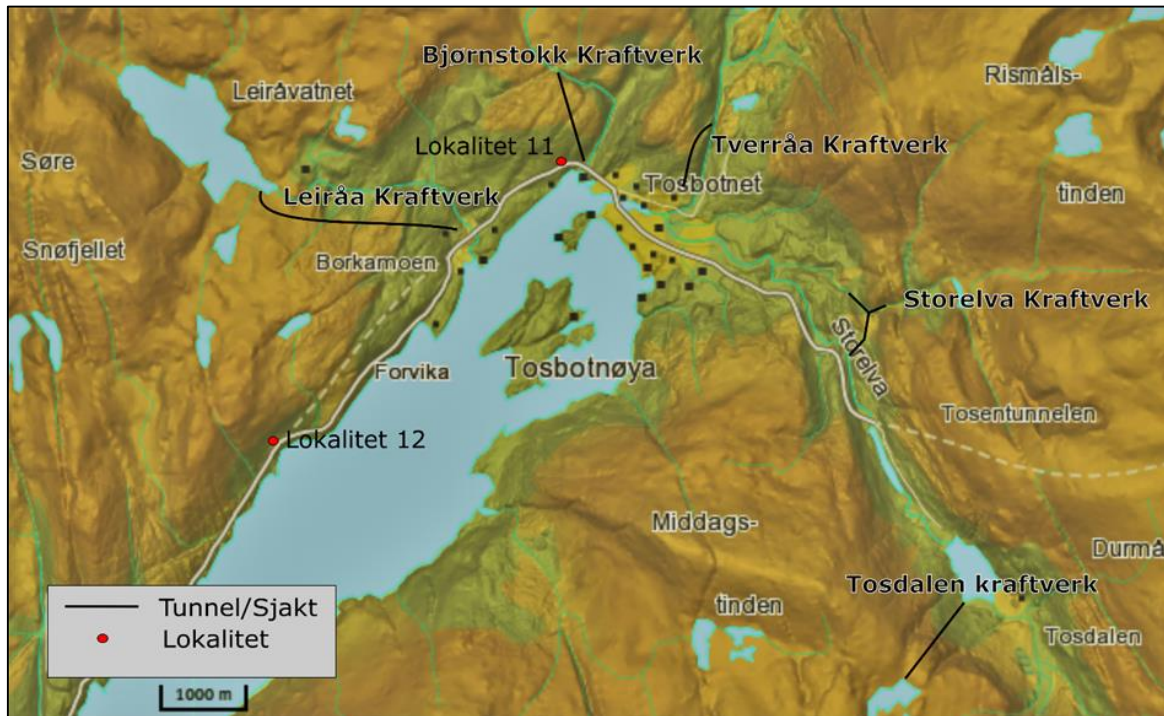 Bjørnstokk Kraftverk
Rismåls-
Leiråvatnet
Lokalitet 11
Tverråa Kraftverk
Søre
Tosbotnet
tinden
Leiråa Kraftverk
Snøfjellet
Borkamoen
Storelva Kraftverk
Storelva
Forvika
Tosbotnøya
Tosentunnelen
Lokalitet 12
Middags-
Durmå
Tosdalen kraftverk
tinden
Tunnel/Sjakt
Lokalitet
Tosdalen
1000 m